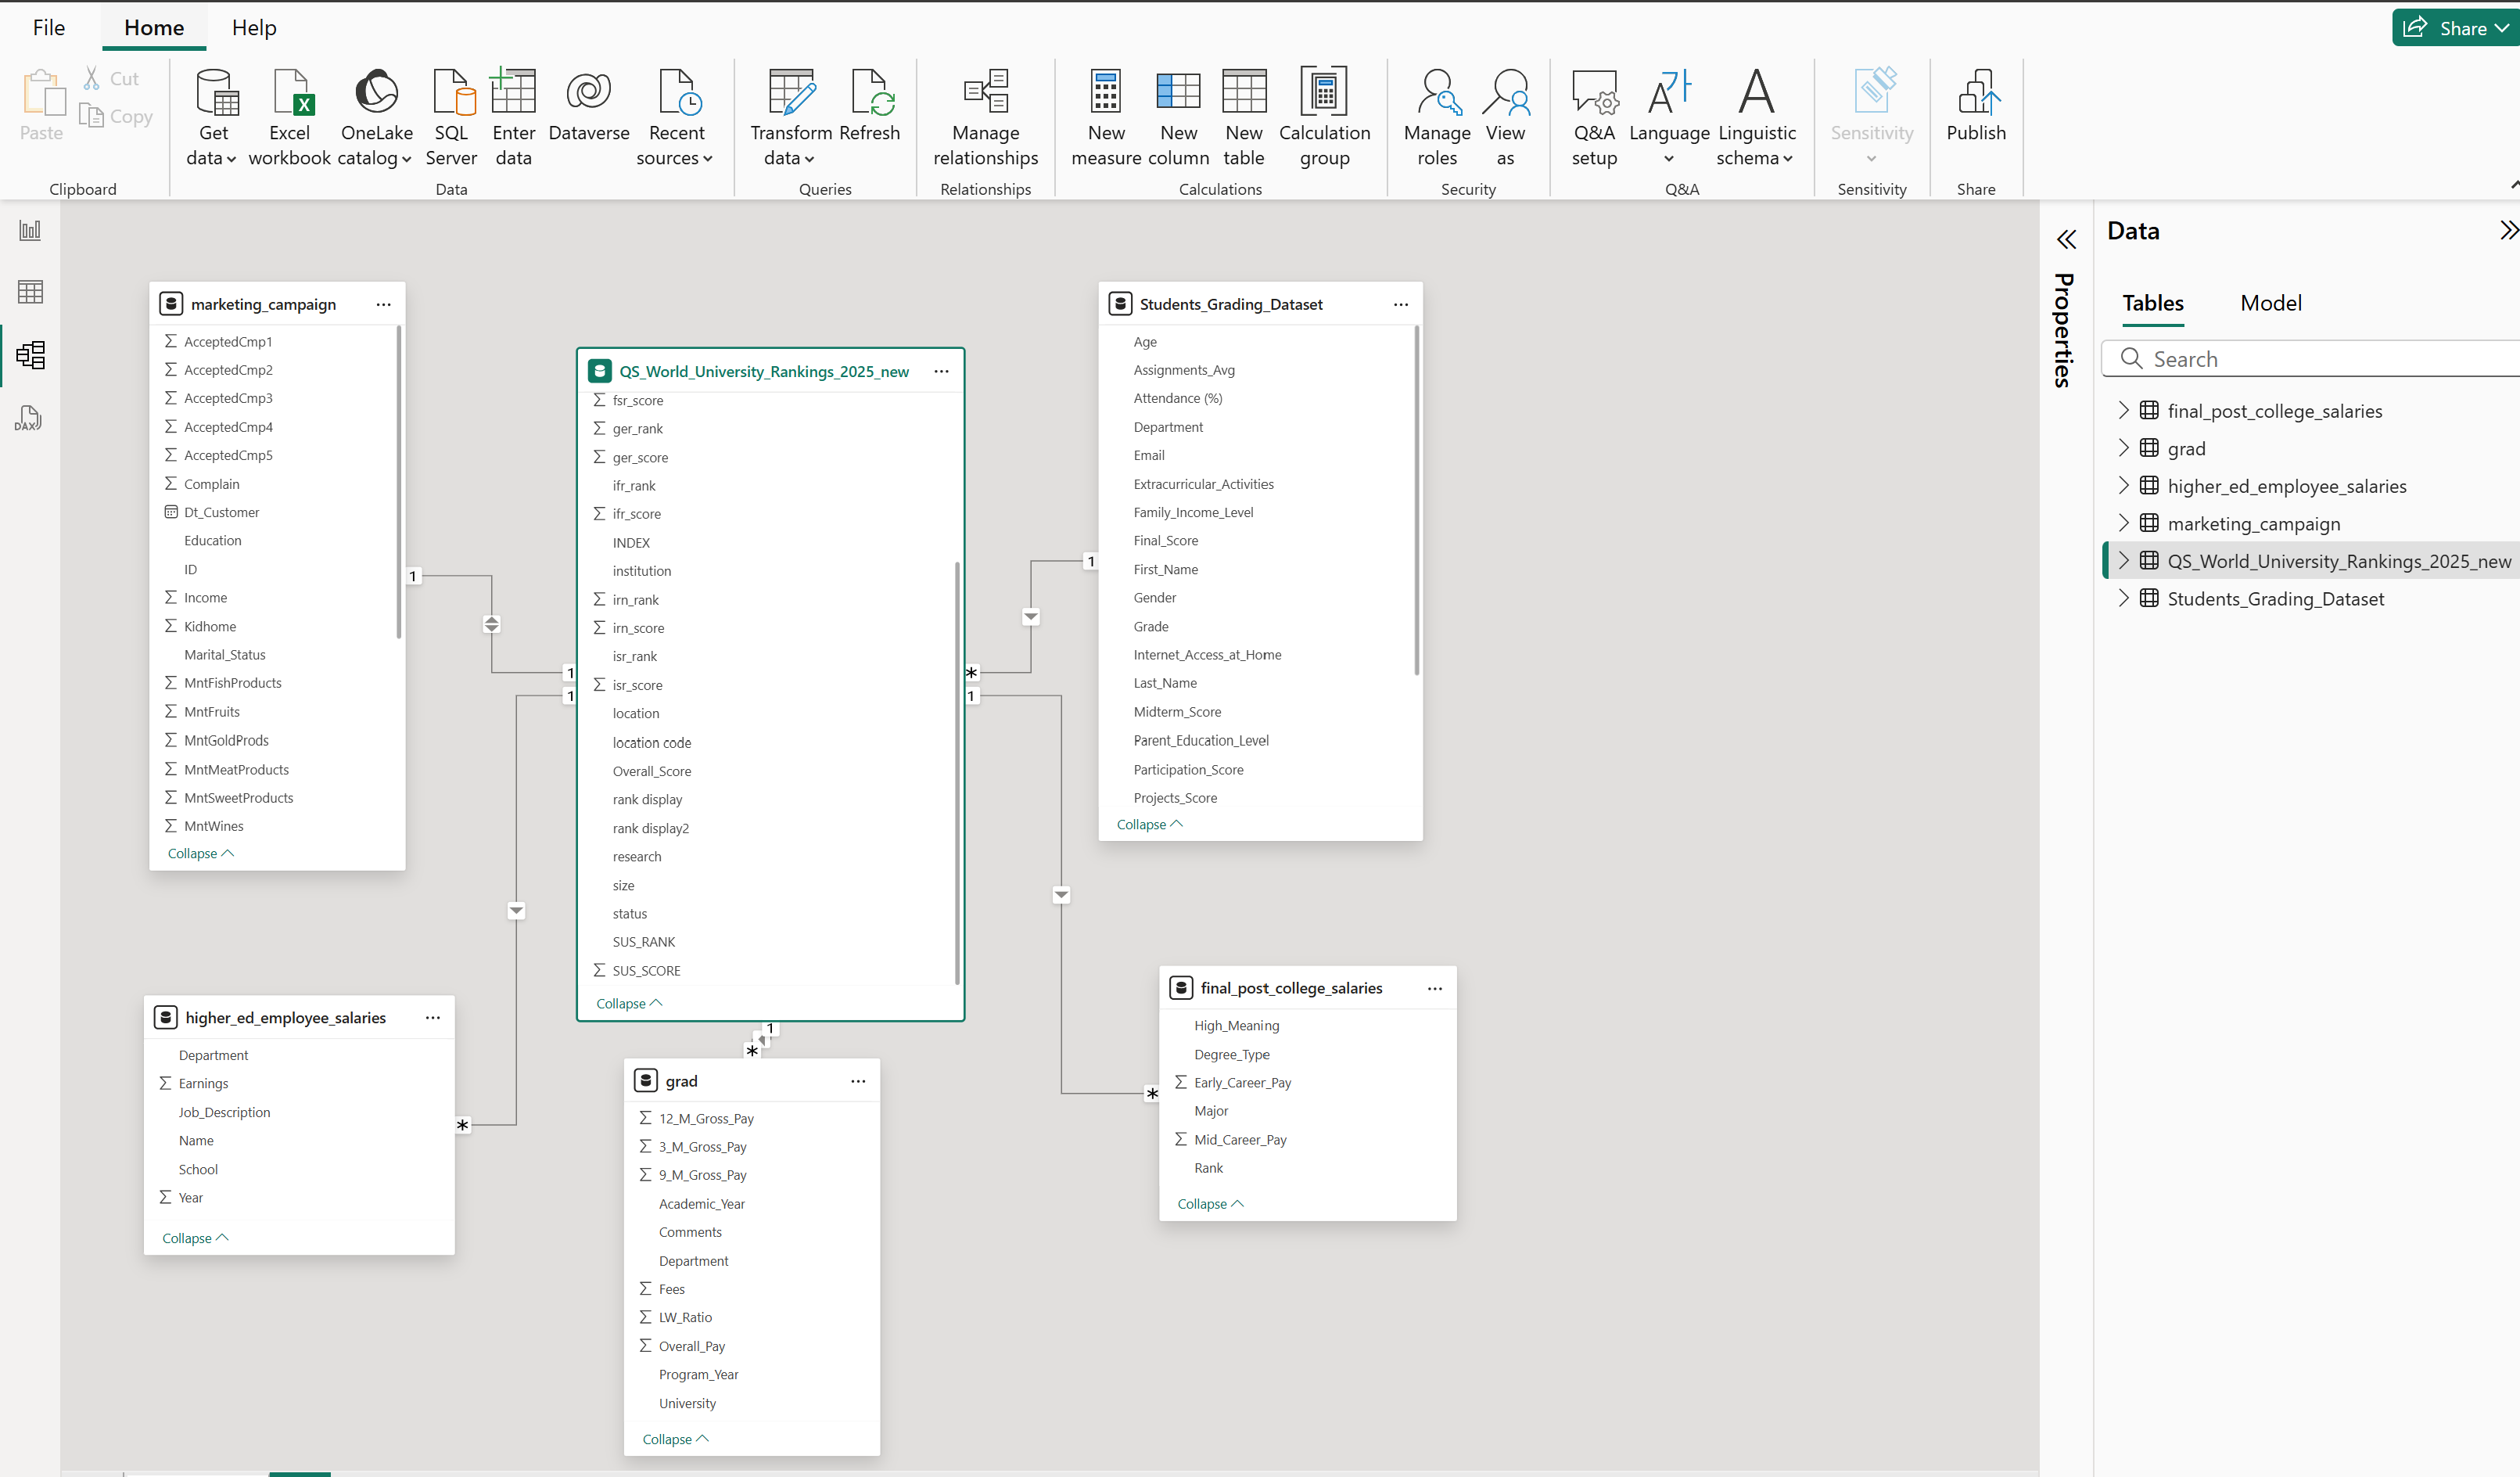 File
Home
Help
Share
Paste
Cut
Copy
Clipboard
Get data
Excel workbook
OneLake catalog
SQL Server
Enter data
Dataverse
Recent sources
Data
Transform data
Refresh
Queries
Manage relationships
Relationships
New measure
New column
New table
Calculation group
Calculations
Manage roles
View as
Security
Q&A setup
Language
Linguistic schema
Q&A
Sensitivity
Sensitivity
Publish
Share
DAX
marketing_campaign
AcceptedCmp1
AcceptedCmp2
AcceptedCmp3
AcceptedCmp4
AcceptedCmp5
Complain
Dt_Customer
Education
ID
Income
Kidhome
Marital_Status
MntFishProducts
MntFruits
MntGoldProds
MntMeatProducts
MntSweetProducts
MntWines
Collapse
1
1
1
QS_World_University_Rankings_2025_new
fsr_score
ger_rank
ger_score
ifr_rank
ifr_score
INDEX
institution
irn_rank
irn_score
isr_rank
isr_score
location
location code
Overall_Score
rank display
rank display2
research
size
status
SUS_RANK
SUS_SCORE
Collapse
*
1
1
Students_Grading_Dataset
Age
Assignments_Avg
Attendance (%)
Department
Email
Extracurricular_Activities
Family_Income_Level
Final_Score
First_Name
Gender
Grade
Internet_Access_at_Home
Last_Name
Midterm_Score
Parent_Education_Level
Participation_Score
Projects_Score
Collapse
higher_ed_employee_salaries
Department
Earnings
Job_Description
Name
School
Year
Collapse
*
1
*
grad
12_M_Gross_Pay
3_M_Gross_Pay
9_M_Gross_Pay
Academic_Year
Comments
Department
Fees
LW_Ratio
Overall_Pay
Program_Year
University
Collapse
*
final_post_college_salaries
High_Meaning
Degree_Type
Early_Career_Pay
Major
Mid_Career_Pay
Rank
Collapse
Properties
Data
Tables
Model
Search
final_post_college_salaries
grad
higher_ed_employee_salaries
marketing_campaign
QS_World_University_Rankings_2025_new
Students_Grading_Dataset